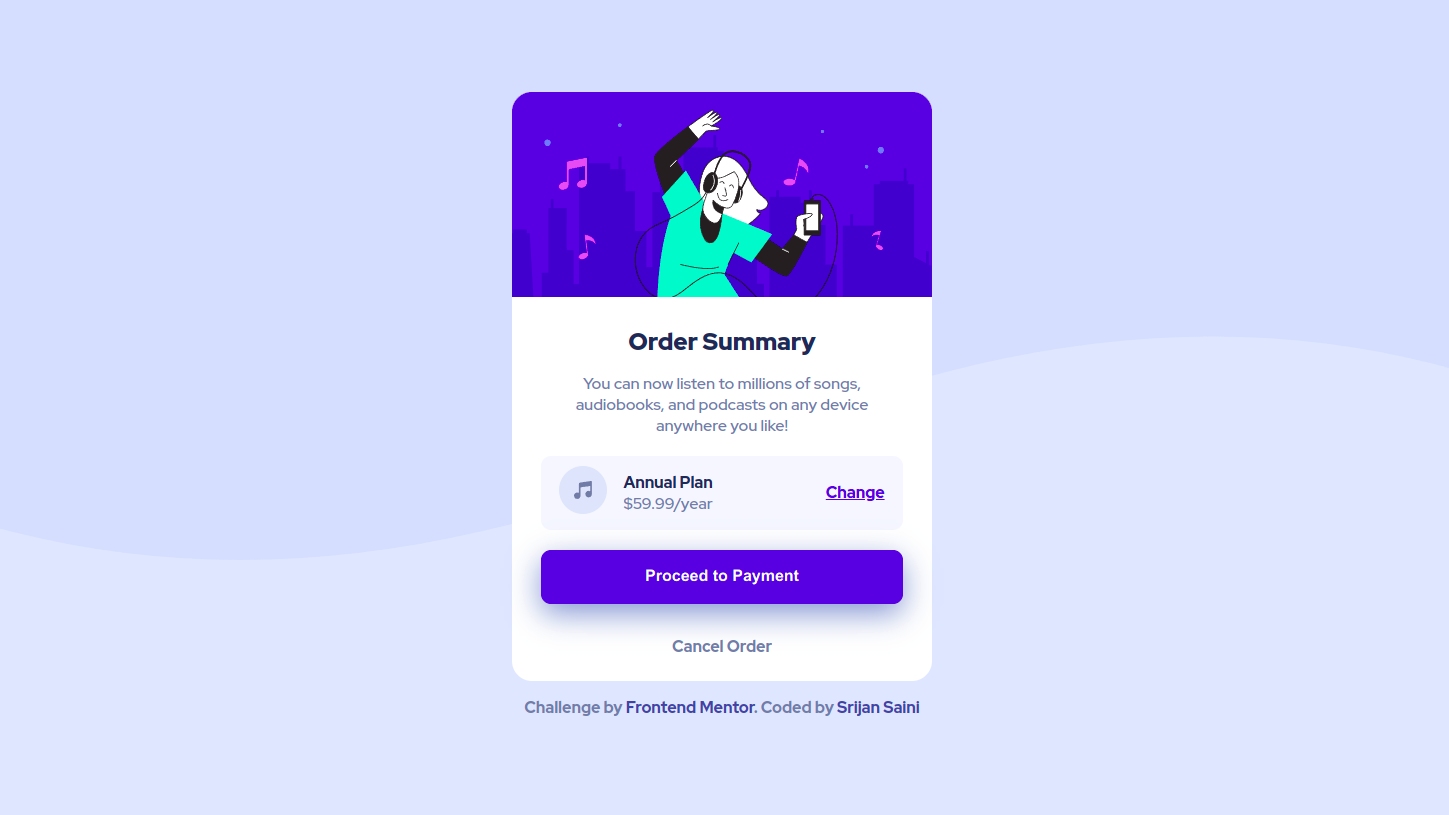 Order Summary
You can now listen to millions of songs,
audiobooks, and podcasts on any device
anywhere you like!
Annual Plan
$59.99/year
Change
Proceed to Payment
Cancel Order
Challenge by Frontend Mentor. Coded by Srijan Saini